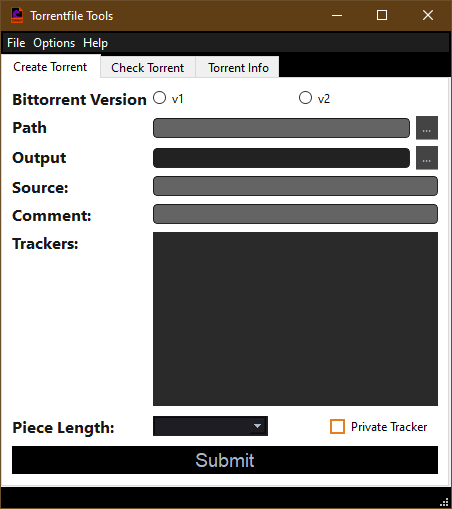 Torrentfile Tools
File Options Help
Create Torrent Check Torrent Torrent Info
Bittorrent Version v1 v2
Path ...
Output ...
Source:
Comment:
Trackers:
Piece Length: Private Tracker
Submit